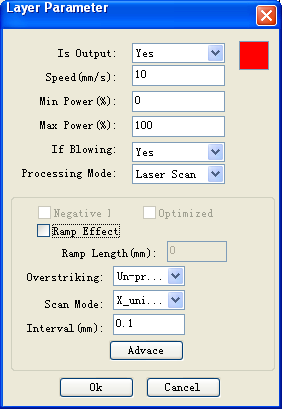 Layer Parameter
Is Output: Yes
Speed(mm/s): 10
Min Power(%): 0
Max Power(%): 100
If Blowing: Yes
Processing Mode: Laser Scan
Negative I Optimized
Ramp Effect
Ramp Length(mm): 0
Overstriking: Un-pr...
Scan Mode: X_uni...
Interval(mm): 0.1
Advace
Ok Cancel